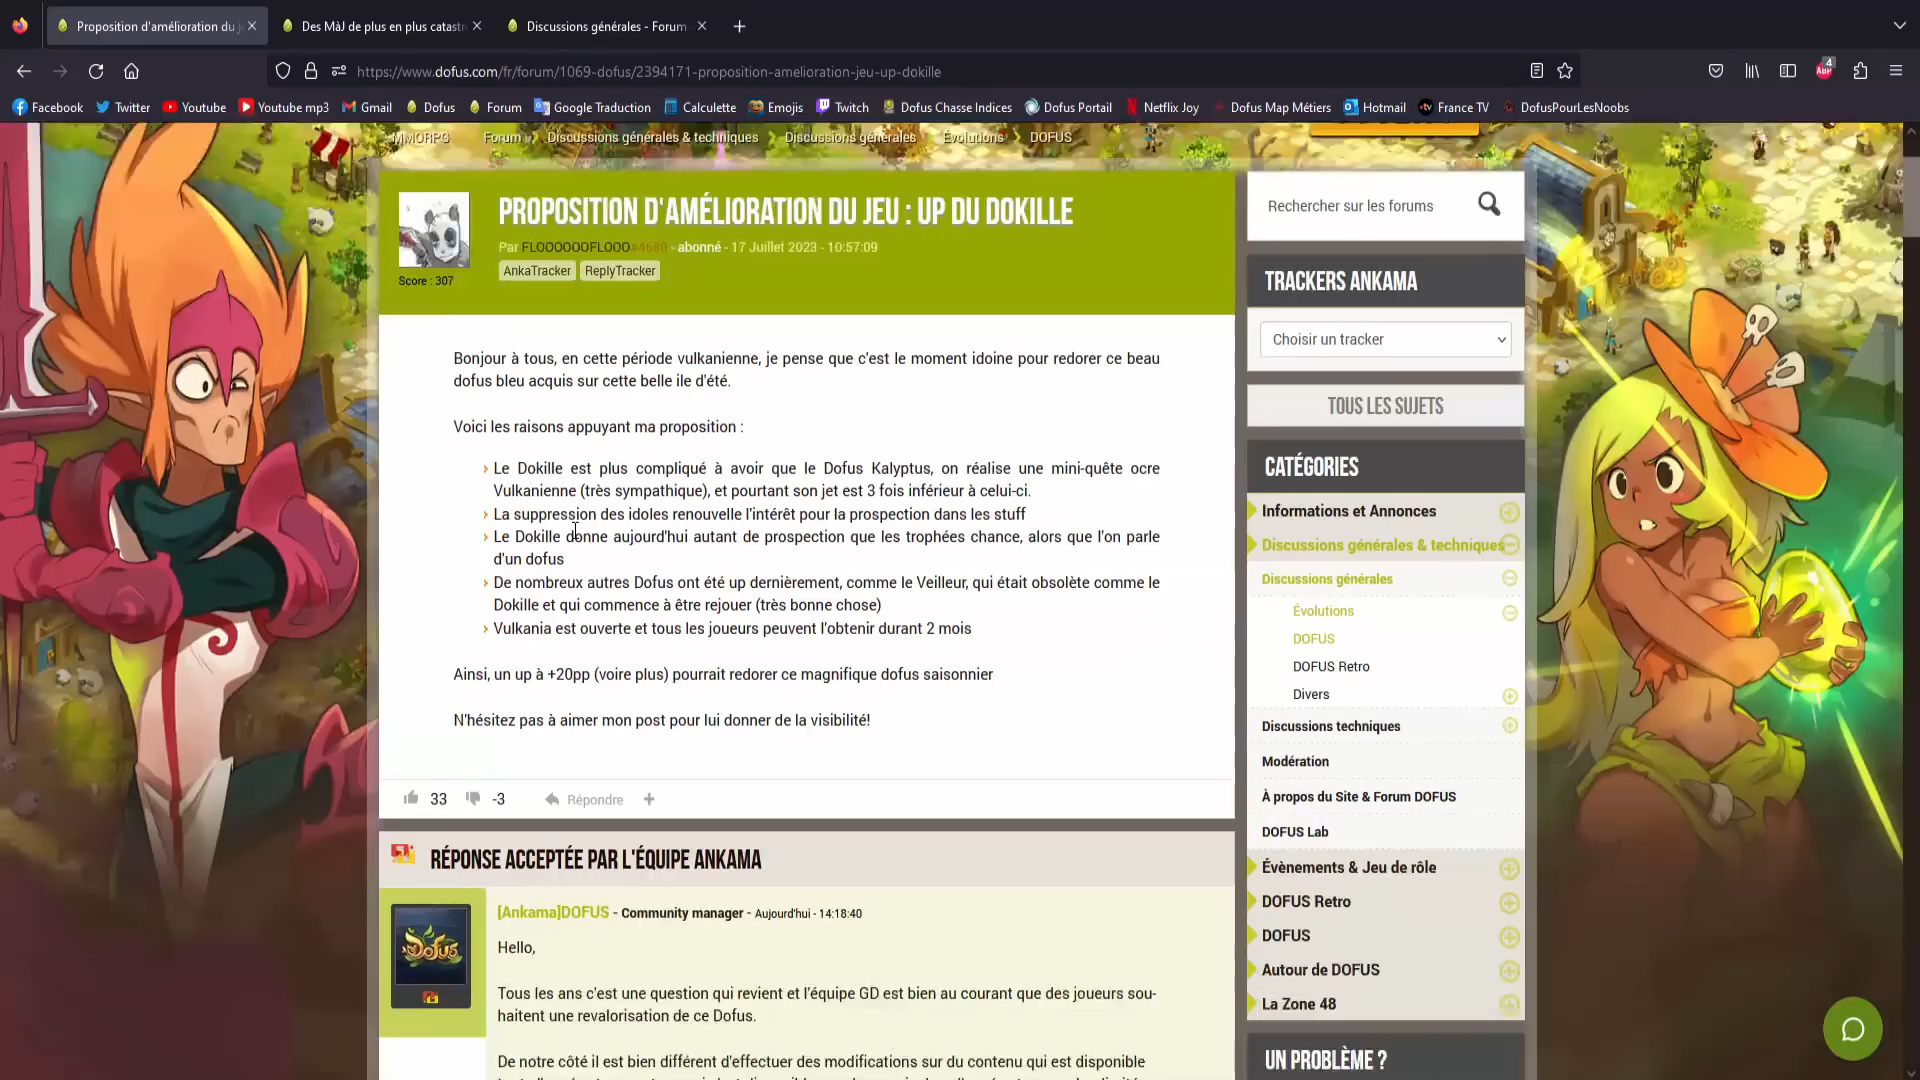 Proposition d'amélioration du j
Des MàJ de plus en plus catastr
Discussions générales - Forum
https://www.dofus.com/fr/forum/1069-dofus/2394171-proposition-amelioration-jeu-up-dokille
ABP
4
Facebook
Twitter
Youtube
Youtube mp3
Gmail
Dofus
Forum
Google Traduction
Calculette
Emojis
Twitch
Dofus Chasse Indices
Dofus Portail
Netflix Joy
Dofus Map Métiers
Hotmail
France TV
DofusPourLesNoobs
MMORPG
Forum
Discussions générales & techniques
Discussions générales
Évolutions
DOFUS
PROPOSITION D'AMÉLIORATION DU JEU : UP DU DOKILLE
Par FLOOOOOOFLOOO#4680 - abonné - 17 Juillet 2023 - 10:57:09
AnkaTracker ReplyTracker
Score : 307
Bonjour à tous, en cette période vulkanienne, je pense que c'est le moment idoine pour redorer ce beau
dofus bleu acquis sur cette belle ile d'été.
Voici les raisons appuyant ma proposition :
Le Dokille est plus compliqué à avoir que le Dofus Kalyptus, on réalise une mini-quête ocre
Vulkanienne (très sympathique), et pourtant son jet est 3 fois inférieur à celui-ci.
La suppression des idoles renouvelle l'intérêt pour la prospection dans les stuff
Le Dokille donne aujourd'hui autant de prospection que les trophées chance, alors que l'on parle
d'un dofus
De nombreux autres Dofus ont été up dernièrement, comme le Veilleur, qui était obsolète comme le
Dokille et qui commence à être rejouer (très bonne chose)
Vulkania est ouverte et tous les joueurs peuvent l'obtenir durant 2 mois
Ainsi, un up à +20pp (voire plus) pourrait redorer ce magnifique dofus saisonnier
N'hésitez pas à aimer mon post pour lui donner de la visibilité!
33 -3 Répondre
RÉPONSE ACCEPTÉE PAR L'ÉQUIPE ANKAMA
DOFUS
[Ankama]DOFUS - Community manager - Aujourd'hui - 14:18:40
Hello,
Tous les ans c'est une question qui revient et l'équipe GD est bien au courant que des joueurs sou-
haitent une revalorisation de ce Dofus.
De notre côté il est bien différent d'effectuer des modifications sur du contenu qui est disponible
Rechercher sur les forums
TRACKERS ANKAMA
Choisir un tracker
TOUS LES SUJETS
CATÉGORIES
Informations et Annonces
Discussions générales & techniques
Discussions générales
Évolutions
DOFUS
DOFUS Retro
Divers
Discussions techniques
Modération
À propos du Site & Forum DOFUS
DOFUS Lab
Évènements & Jeu de rôle
DOFUS Retro
DOFUS
Autour de DOFUS
La Zone 48
UN PROBLÈME ?